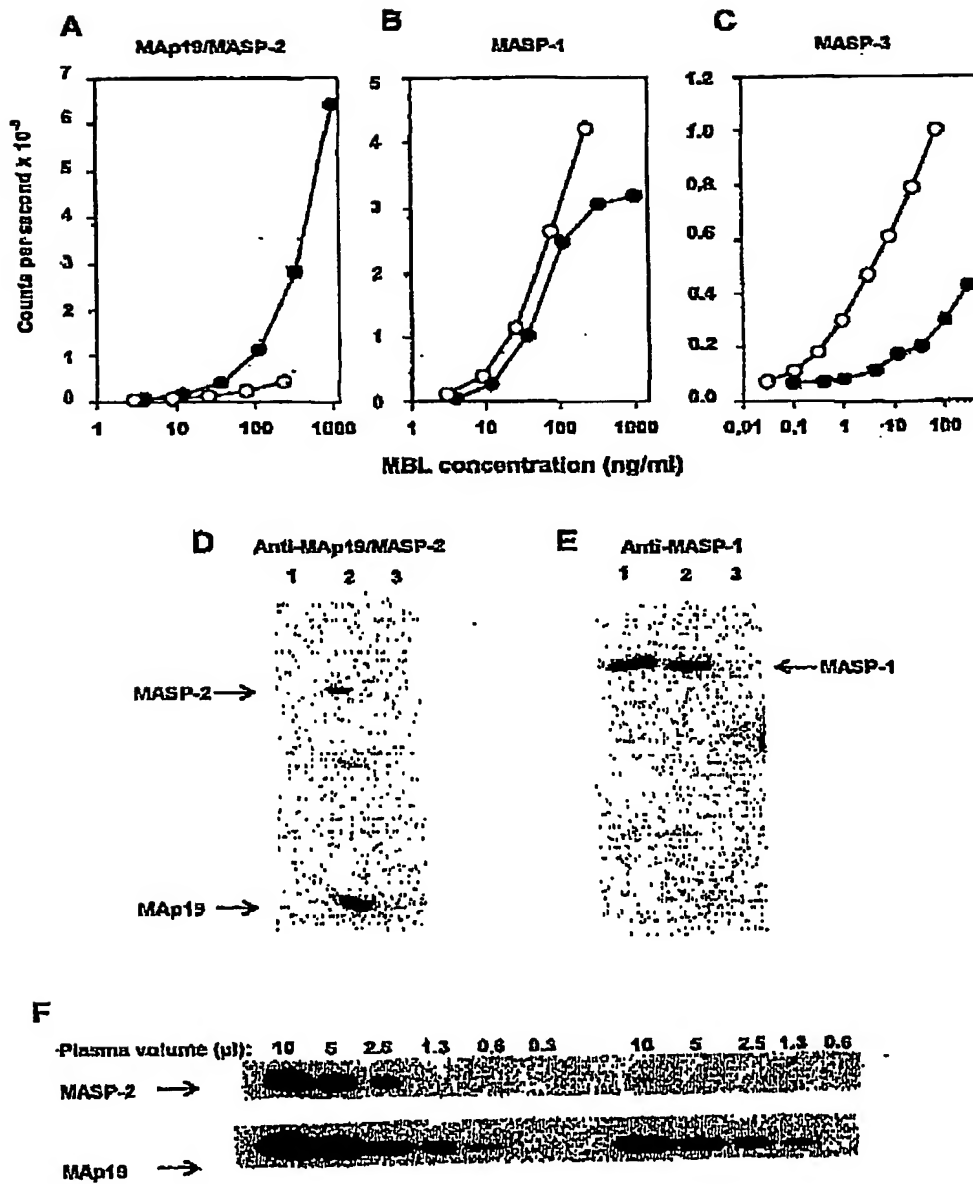 A B C
MAp19/MASP-2 MASP-1 MASP-3
7 6 5 4 3 2 1 0
5 4 3 2 1 0
1.2 1.0 0.8 0.6 0.4 0.2 0.0
Counts per second x 10
1 10 100 1000
1 10 100 1000
0.01 0.1 1 10 100
MBL concentration (ng/ml)
D E
Anti-MAp19/MASP-2 Anti-MASP-1
1 2 3 1 2 3
MASP-2
MASP-1
MAp19
F
Plasma volume (µl): 10 5 2.5 1.3 0.6 0.3 10 5 2.5 1.3 0.6
MASP-2
MAp19